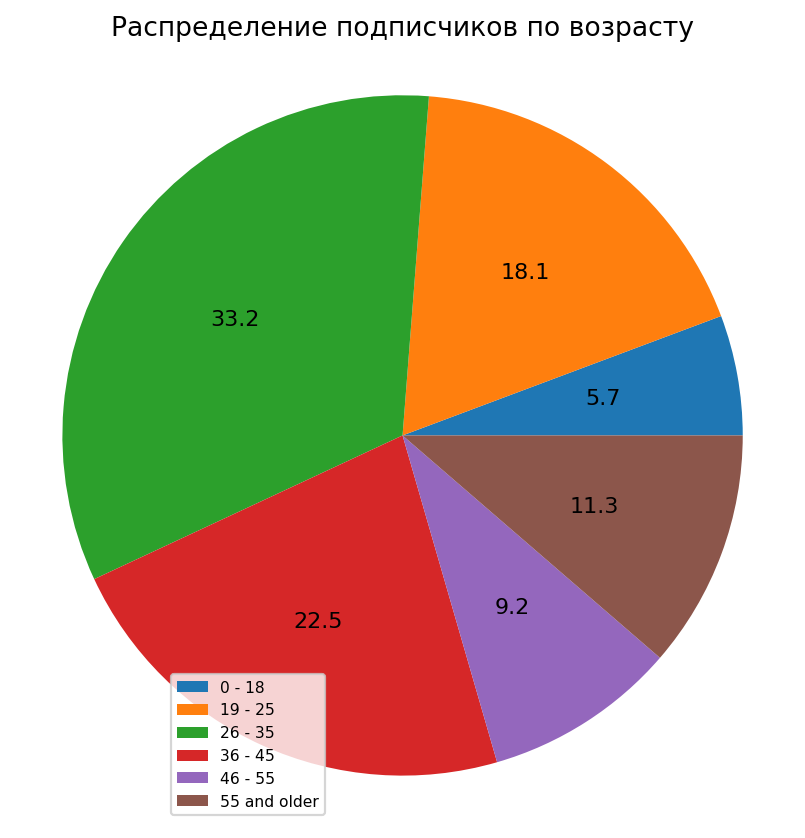 Распределение подписчиков по возрасту
18.1
33.2
5.7
11.3
9.2
22.5
0 - 18
19 - 25
26 - 35
36 - 45
46 - 55
55 and older